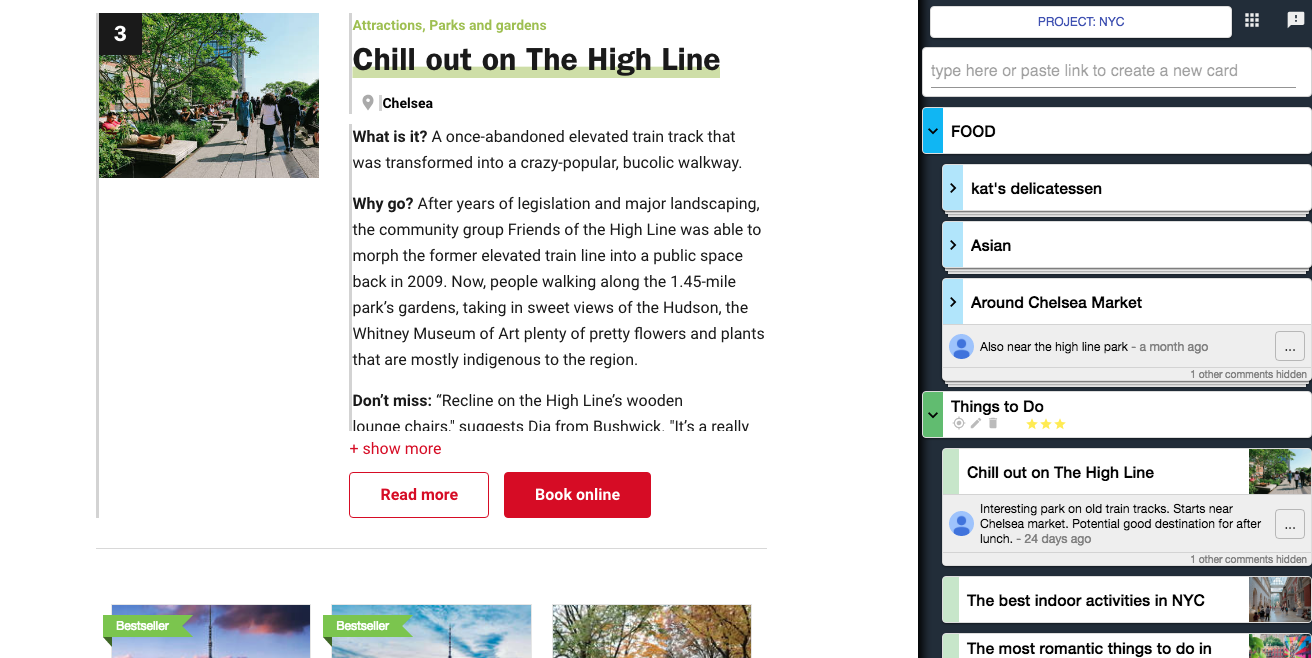 3
Attractions, Parks and gardens
Chill out on The High Line
Chelsea
What is it? A once-abandoned elevated train track that
was transformed into a crazy-popular, bucolic walkway.
Why go? After years of legislation and major landscaping,
the community group Friends of the High Line was able to
morph the former elevated train line into a public space
back in 2009. Now, people walking along the 1.45-mile
park’s gardens, taking in sweet views of the Hudson, the
Whitney Museum of Art plenty of pretty flowers and plants
that are mostly indigenous to the region.
Don’t miss: “Recline on the High Line’s wooden
lounge chairs," suggests Dia from Bushwick. "It’s a really
+ show more
Read more
Book online
Bestseller
Bestseller
PROJECT: NYC
type here or paste link to create a new card
FOOD
kat's delicatessen
Asian
Around Chelsea Market
Also near the high line park - a month ago
...
1 other comments hidden
Things to Do
Chill out on The High Line
Interesting park on old train tracks. Starts near
Chelsea market. Potential good destination for after
lunch. - 24 days ago
...
1 other comments hidden
The best indoor activities in NYC
The most romantic things to do in